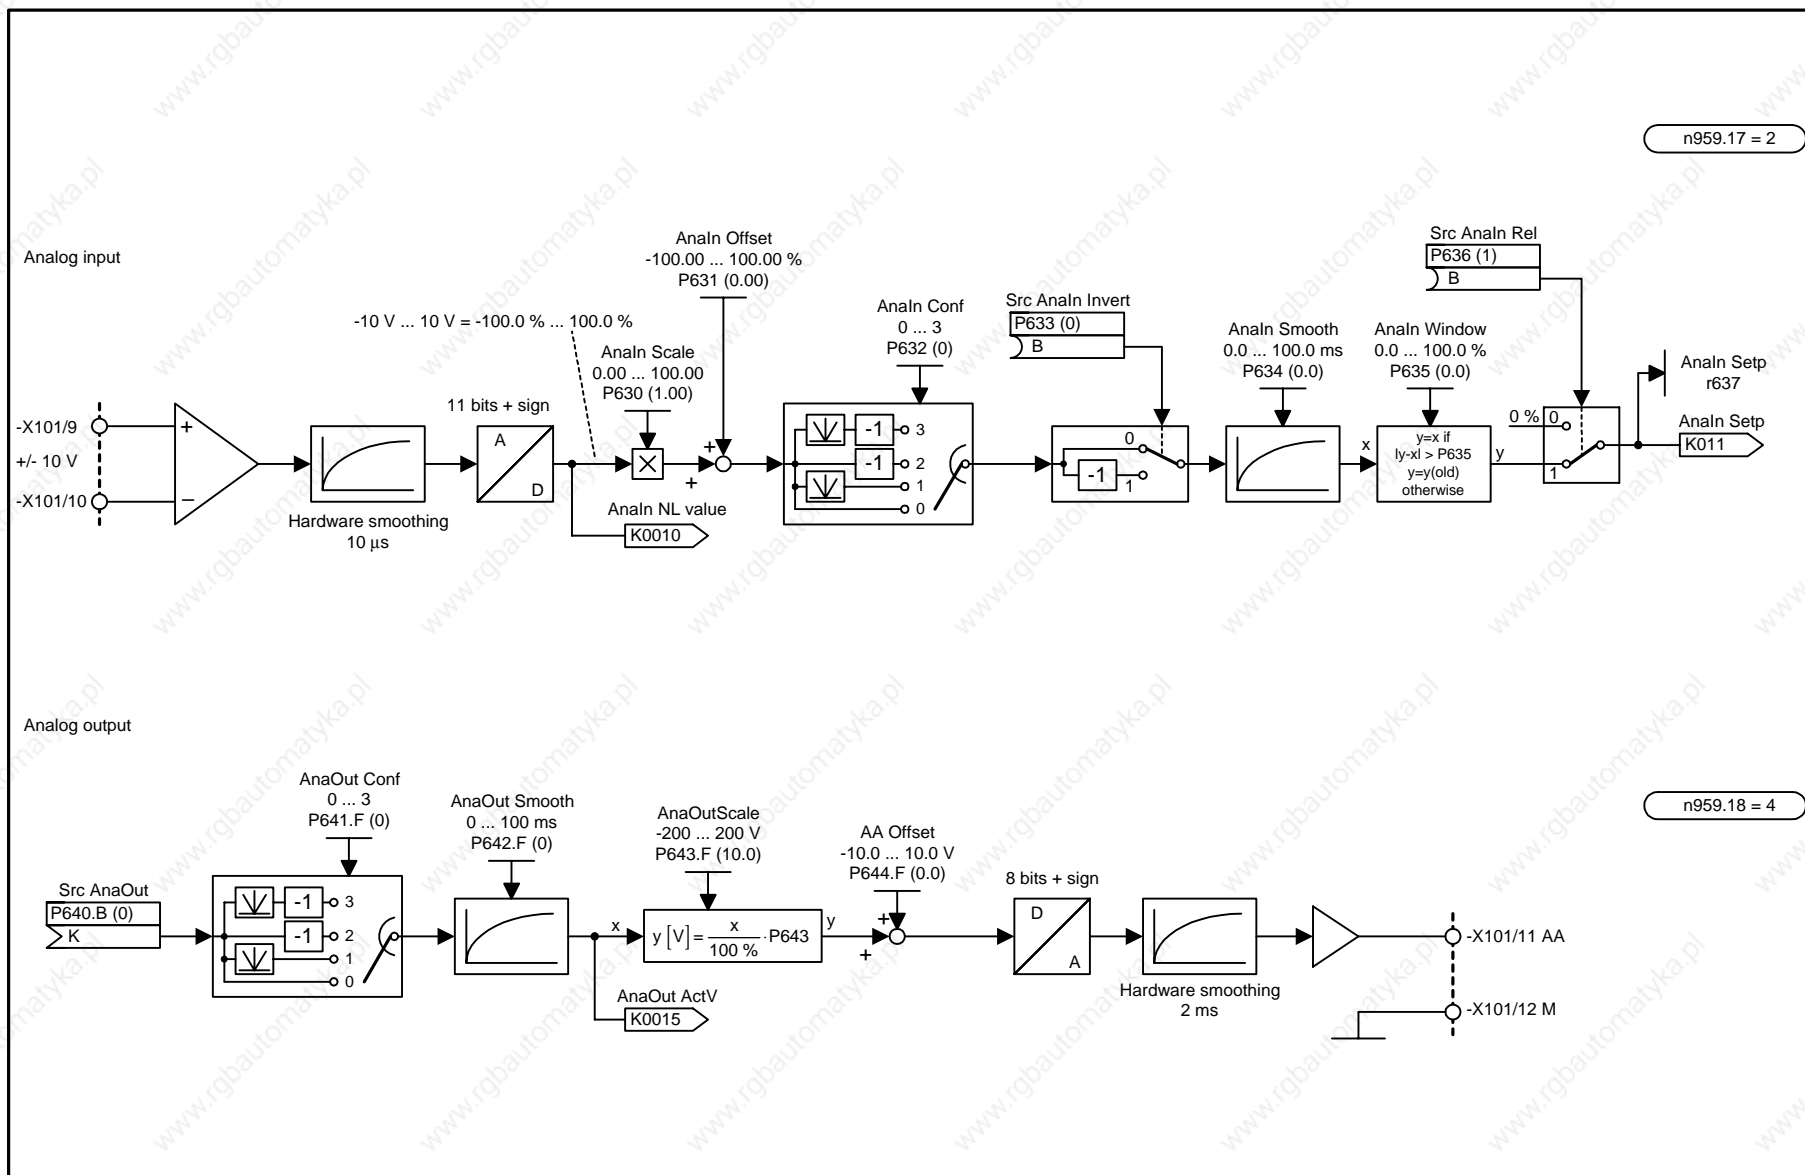 n959.17 = 2
Analog input
-10 V ... 10 V = -100.0 % ... 100.0 %
AnaIn Offset
-100.00 ... 100.00 %
P631 (0.00)
AnaIn Scale
0.00 ... 100.00
P630 (1.00)
AnaIn Conf
0 ... 3
P632 (0)
Src AnaIn Invert
P633 (0)
B
AnaIn Smooth
0.0 ... 100.0 ms
P634 (0.0)
AnaIn Window
0.0 ... 100.0 %
P635 (0.0)
Src AnaIn Rel
P636 (1)
B
AnaIn Setp
r637
AnaIn Setp
K011
-X101/9
+/- 10 V
-X101/10
+
−
Hardware smoothing
10 µs
11 bits + sign
A
D
AnaIn NL value
K0010
+
+
-1
3
-1
2
1
0
0
-1
1
x
y=x if
|y-x| > P635
y=y(old)
otherwise
y
0 %
0
1
Analog output
n959.18 = 4
Src AnaOut
P640.B (0)
K
AnaOut Conf
0 ... 3
P641.F (0)
-1
3
-1
2
1
0
AnaOut Smooth
0 ... 100 ms
P642.F (0)
AnaOutScale
-200 ... 200 V
P643.F (10.0)
x
y [V] = x / 100 % · P643
y
AnaOut ActV
K0015
AA Offset
-10.0 ... 10.0 V
P644.F (0.0)
+
+
8 bits + sign
D
A
Hardware smoothing
2 ms
-X101/11 AA
-X101/12 M
www.rgbautomatyka.pl